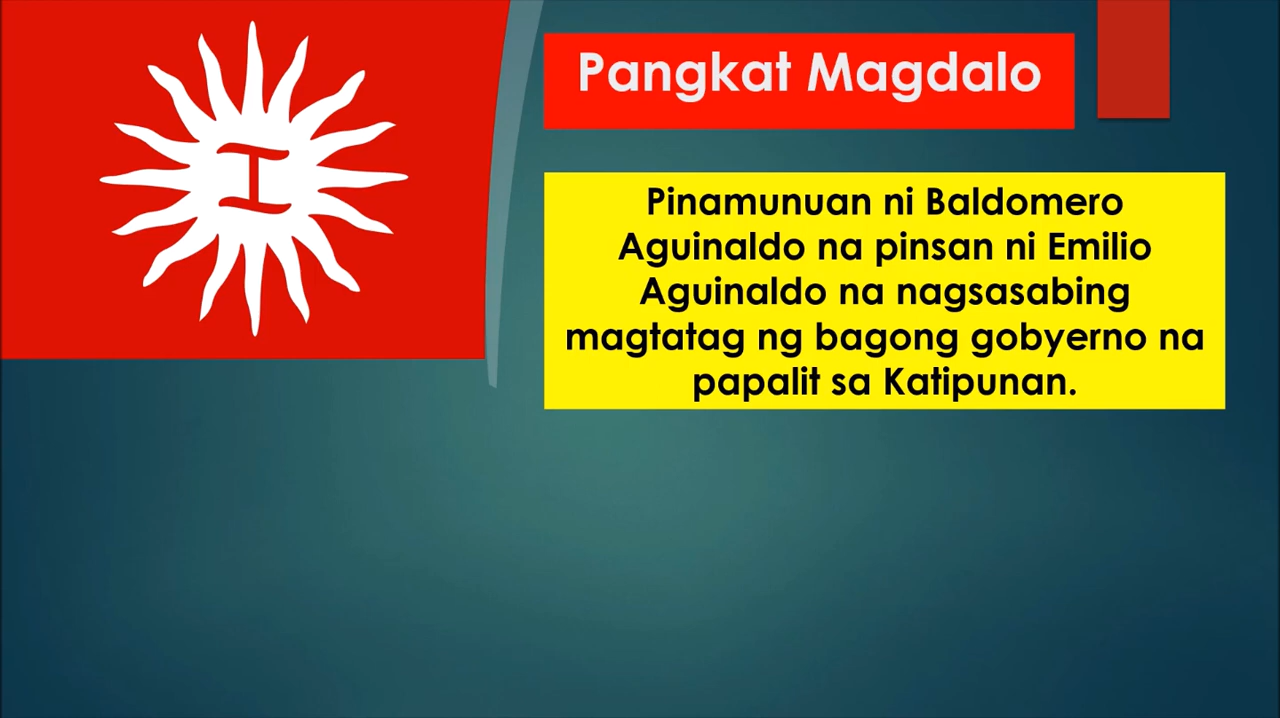 Pangkat Magdalo
Pinamunuan ni Baldomero
Aguinaldo na pinsan ni Emilio
Aguinaldo na nagsasabing
magtatag ng bagong gobyerno na
papalit sa Katipunan.